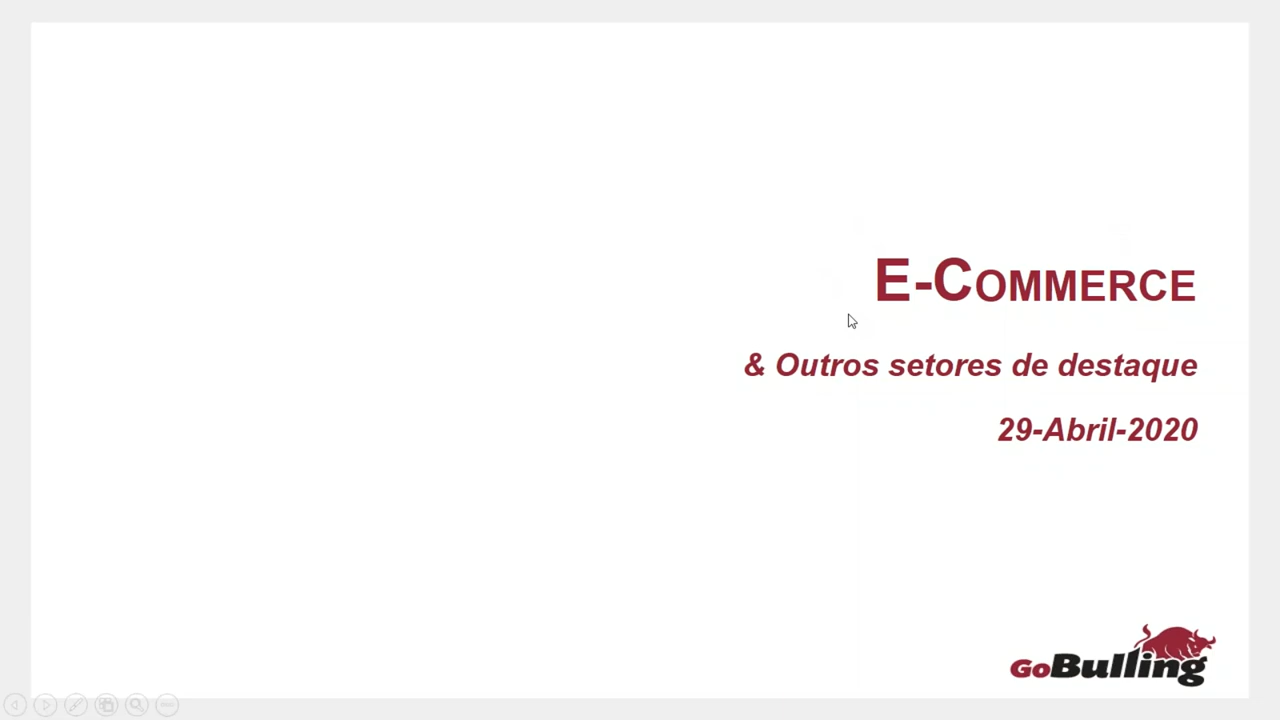 E-COMMERCE
& Outros setores de destaque
29-Abril-2020
GoBulling